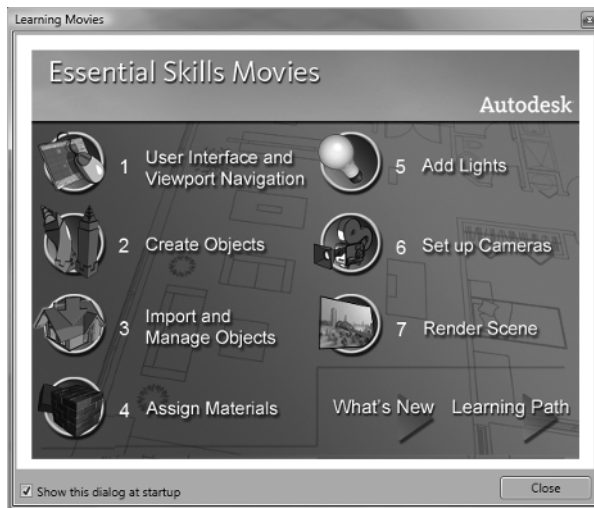 Learning Movies
Essential Skills Movies
Autodesk
1 User Interface and
Viewport Navigation
2 Create Objects
3 Import and
Manage Objects
4 Assign Materials
5 Add Lights
6 Set up Cameras
7 Render Scene
What's New
Learning Path
Show this dialog at startup
Close